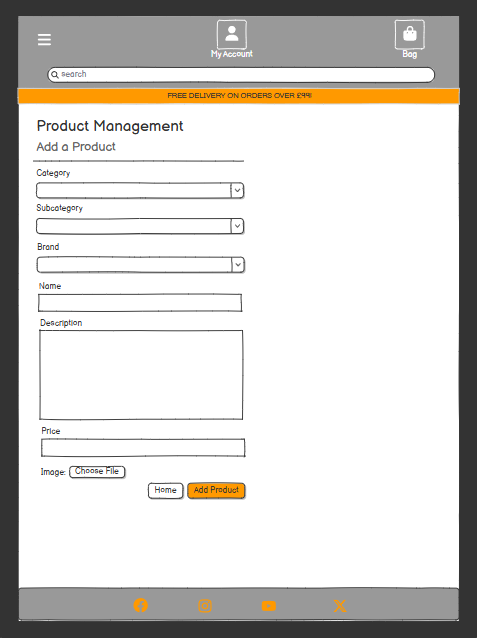 My Account
Bag
search
FREE DELIVERY ON ORDERS OVER £99!
Product Management
Add a Product
Category
Subcategory
Brand
Name
Description
Price
Image: Choose File
Home Add Product